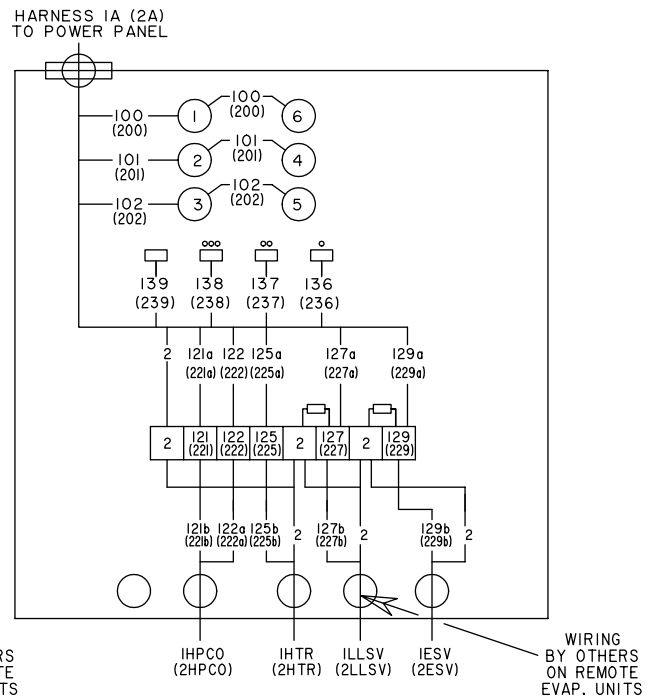 HARNESS 1A (2A)
TO POWER PANEL
100
(200)
1
100
(200)
6
101
(201)
2
101
(201)
4
102
(202)
3
102
(202)
5
139
(239)
138
(238)
137
(237)
136
(236)
2
121a
(221a)
122
(222)
125a
(225a)
127a
(227a)
129a
(229a)
2
121
(221)
122
(222)
125
(225)
2
127
(227)
2
129
(229)
121b
(221b)
122a
(222a)
125b
(225b)
2
127b
(227b)
2
129b
(229b)
2
1HPCO
(2HPCO)
1HTR
(2HTR)
1LLSV
(2LLSV)
1ESV
(2ESV)
WIRING
BY OTHERS
ON REMOTE
EVAP. UNITS
RS
TE
TS